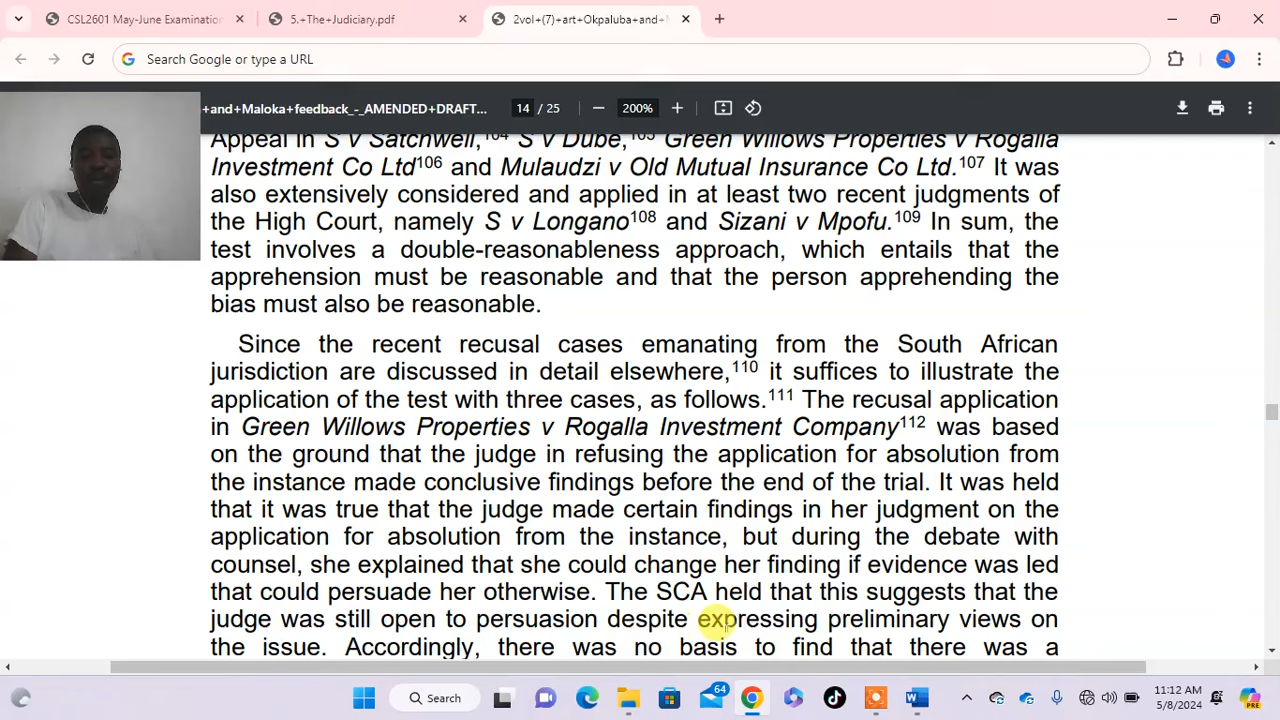 CSL2601 May-June Examination
5.+The+Judiciary.pdf
2vol+(7)+art+Okpaluba+and+
Search Google or type a URL
+and+Maloka+feedback_-_AMENDED+DRAFT...
14 / 25
200%
Appeal in S v Satchwell,104 S v Dube,105 Green Willows Properties v Rogalla
Investment Co Ltd106 and Mulaudzi v Old Mutual Insurance Co Ltd.107 It was
also extensively considered and applied in at least two recent judgments of
the High Court, namely S v Longano108 and Sizani v Mpofu.109 In sum, the
test involves a double-reasonableness approach, which entails that the
apprehension must be reasonable and that the person apprehending the
bias must also be reasonable.
Since the recent recusal cases emanating from the South African
jurisdiction are discussed in detail elsewhere,110 it suffices to illustrate the
application of the test with three cases, as follows.111 The recusal application
in Green Willows Properties v Rogalla Investment Company112 was based
on the ground that the judge in refusing the application for absolution from
the instance made conclusive findings before the end of the trial. It was held
that it was true that the judge made certain findings in her judgment on the
application for absolution from the instance, but during the debate with
counsel, she explained that she could change her finding if evidence was led
that could persuade her otherwise. The SCA held that this suggests that the
judge was still open to persuasion despite expressing preliminary views on
the issue. Accordingly, there was no basis to find that there was a
Search
64
PRE
11:12 AM
5/8/2024